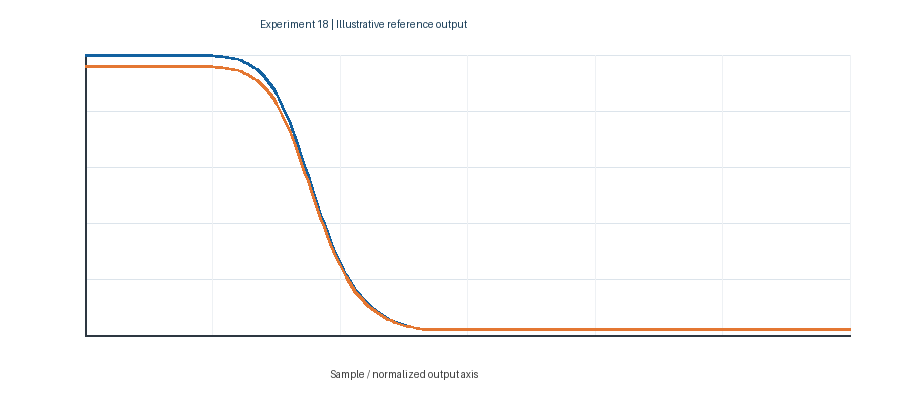 Experiment 18 | Illustrative reference output
Sample / normalized output axis